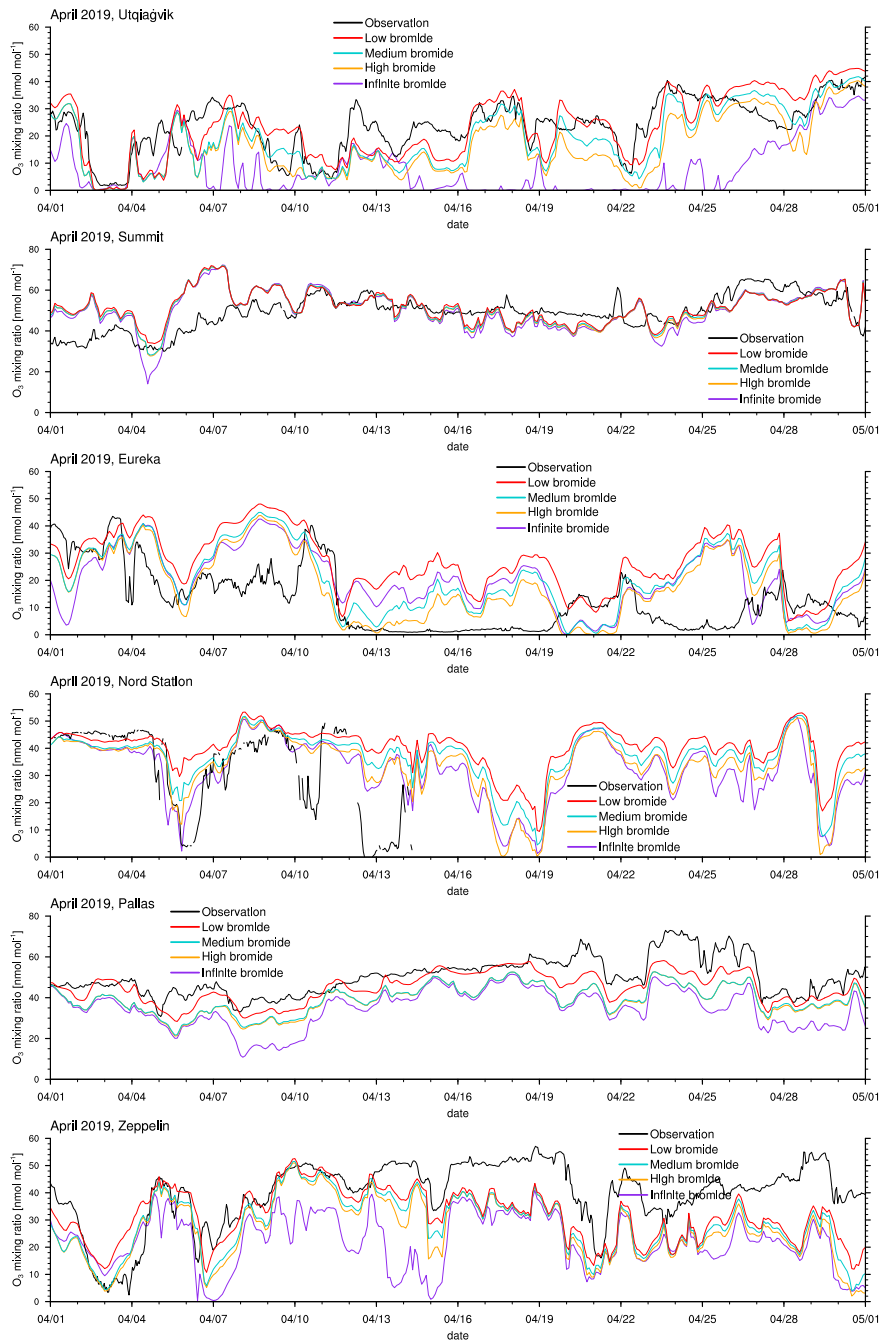 April 2019, Utqiaġvik
O₃ mixing ratio [nmol mol⁻¹]
60
50
40
30
20
10
0
Observation
Low bromide
Medium bromide
High bromide
Infinite bromide
04/01 04/04 04/07 04/10 04/13 04/16 04/19 04/22 04/25 04/28 05/01
date
April 2019, Summit
O₃ mixing ratio [nmol mol⁻¹]
80
60
40
20
0
Observation
Low bromide
Medium bromide
High bromide
Infinite bromide
04/01 04/04 04/07 04/10 04/13 04/16 04/19 04/22 04/25 04/28 05/01
date
April 2019, Eureka
O₃ mixing ratio [nmol mol⁻¹]
60
50
40
30
20
10
0
Observation
Low bromide
Medium bromide
High bromide
Infinite bromide
04/01 04/04 04/07 04/10 04/13 04/16 04/19 04/22 04/25 04/28 05/01
date
April 2019, Nord Station
O₃ mixing ratio [nmol mol⁻¹]
60
50
40
30
20
10
0
Observation
Low bromide
Medium bromide
High bromide
Infinite bromide
04/01 04/04 04/07 04/10 04/13 04/16 04/19 04/22 04/25 04/28 05/01
date
April 2019, Pallas
O₃ mixing ratio [nmol mol⁻¹]
80
60
40
20
0
Observation
Low bromide
Medium bromide
High bromide
Infinite bromide
04/01 04/04 04/07 04/10 04/13 04/16 04/19 04/22 04/25 04/28 05/01
date
April 2019, Zeppelin
O₃ mixing ratio [nmol mol⁻¹]
60
50
40
30
20
10
0
Observation
Low bromide
Medium bromide
High bromide
Infinite bromide
04/01 04/04 04/07 04/10 04/13 04/16 04/19 04/22 04/25 04/28 05/01
date